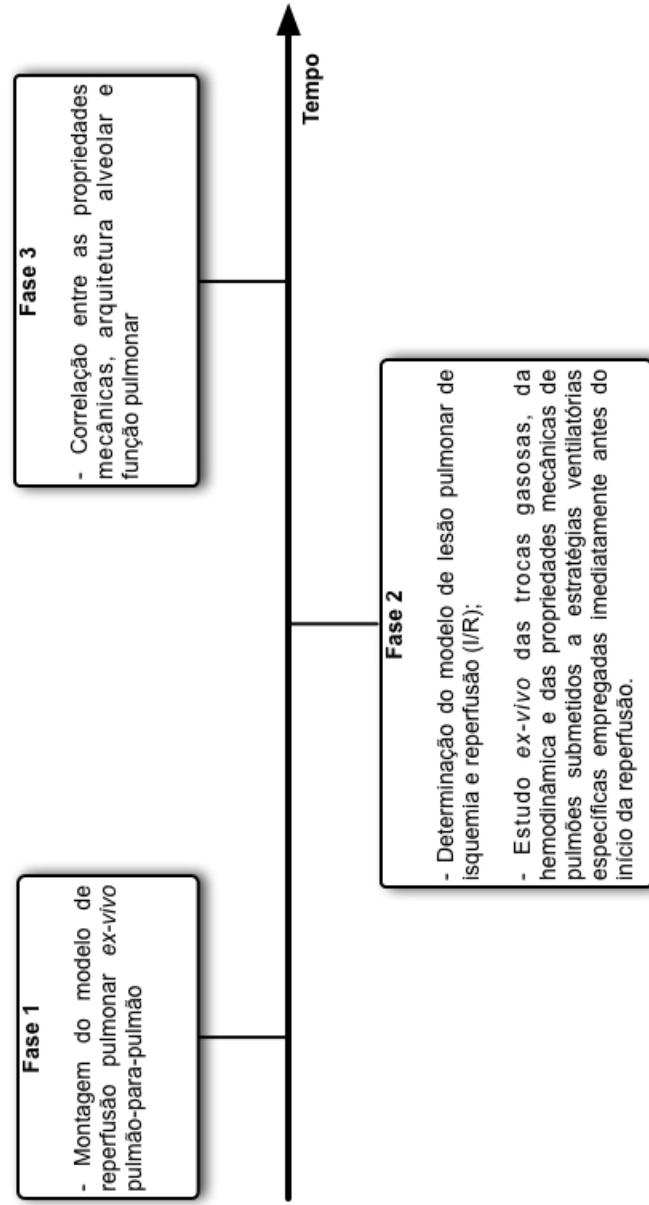 Fase 1
- Montagem do modelo de
reperfusão pulmonar ex-vivo
pulmão-para-pulmão
Fase 2
- Determinação do modelo de lesão pulmonar de
isquemia e reperfusão (I/R);
- Estudo ex-vivo das trocas gasosas, da
hemodinâmica e das propriedades mecânicas de
pulmões submetidos a estratégias ventilatórias
específicas empregadas imediatamente antes do
início da reperfusão.
Fase 3
- Correlação entre as propriedades
mecânicas, arquitetura alveolar e
função pulmonar
Tempo